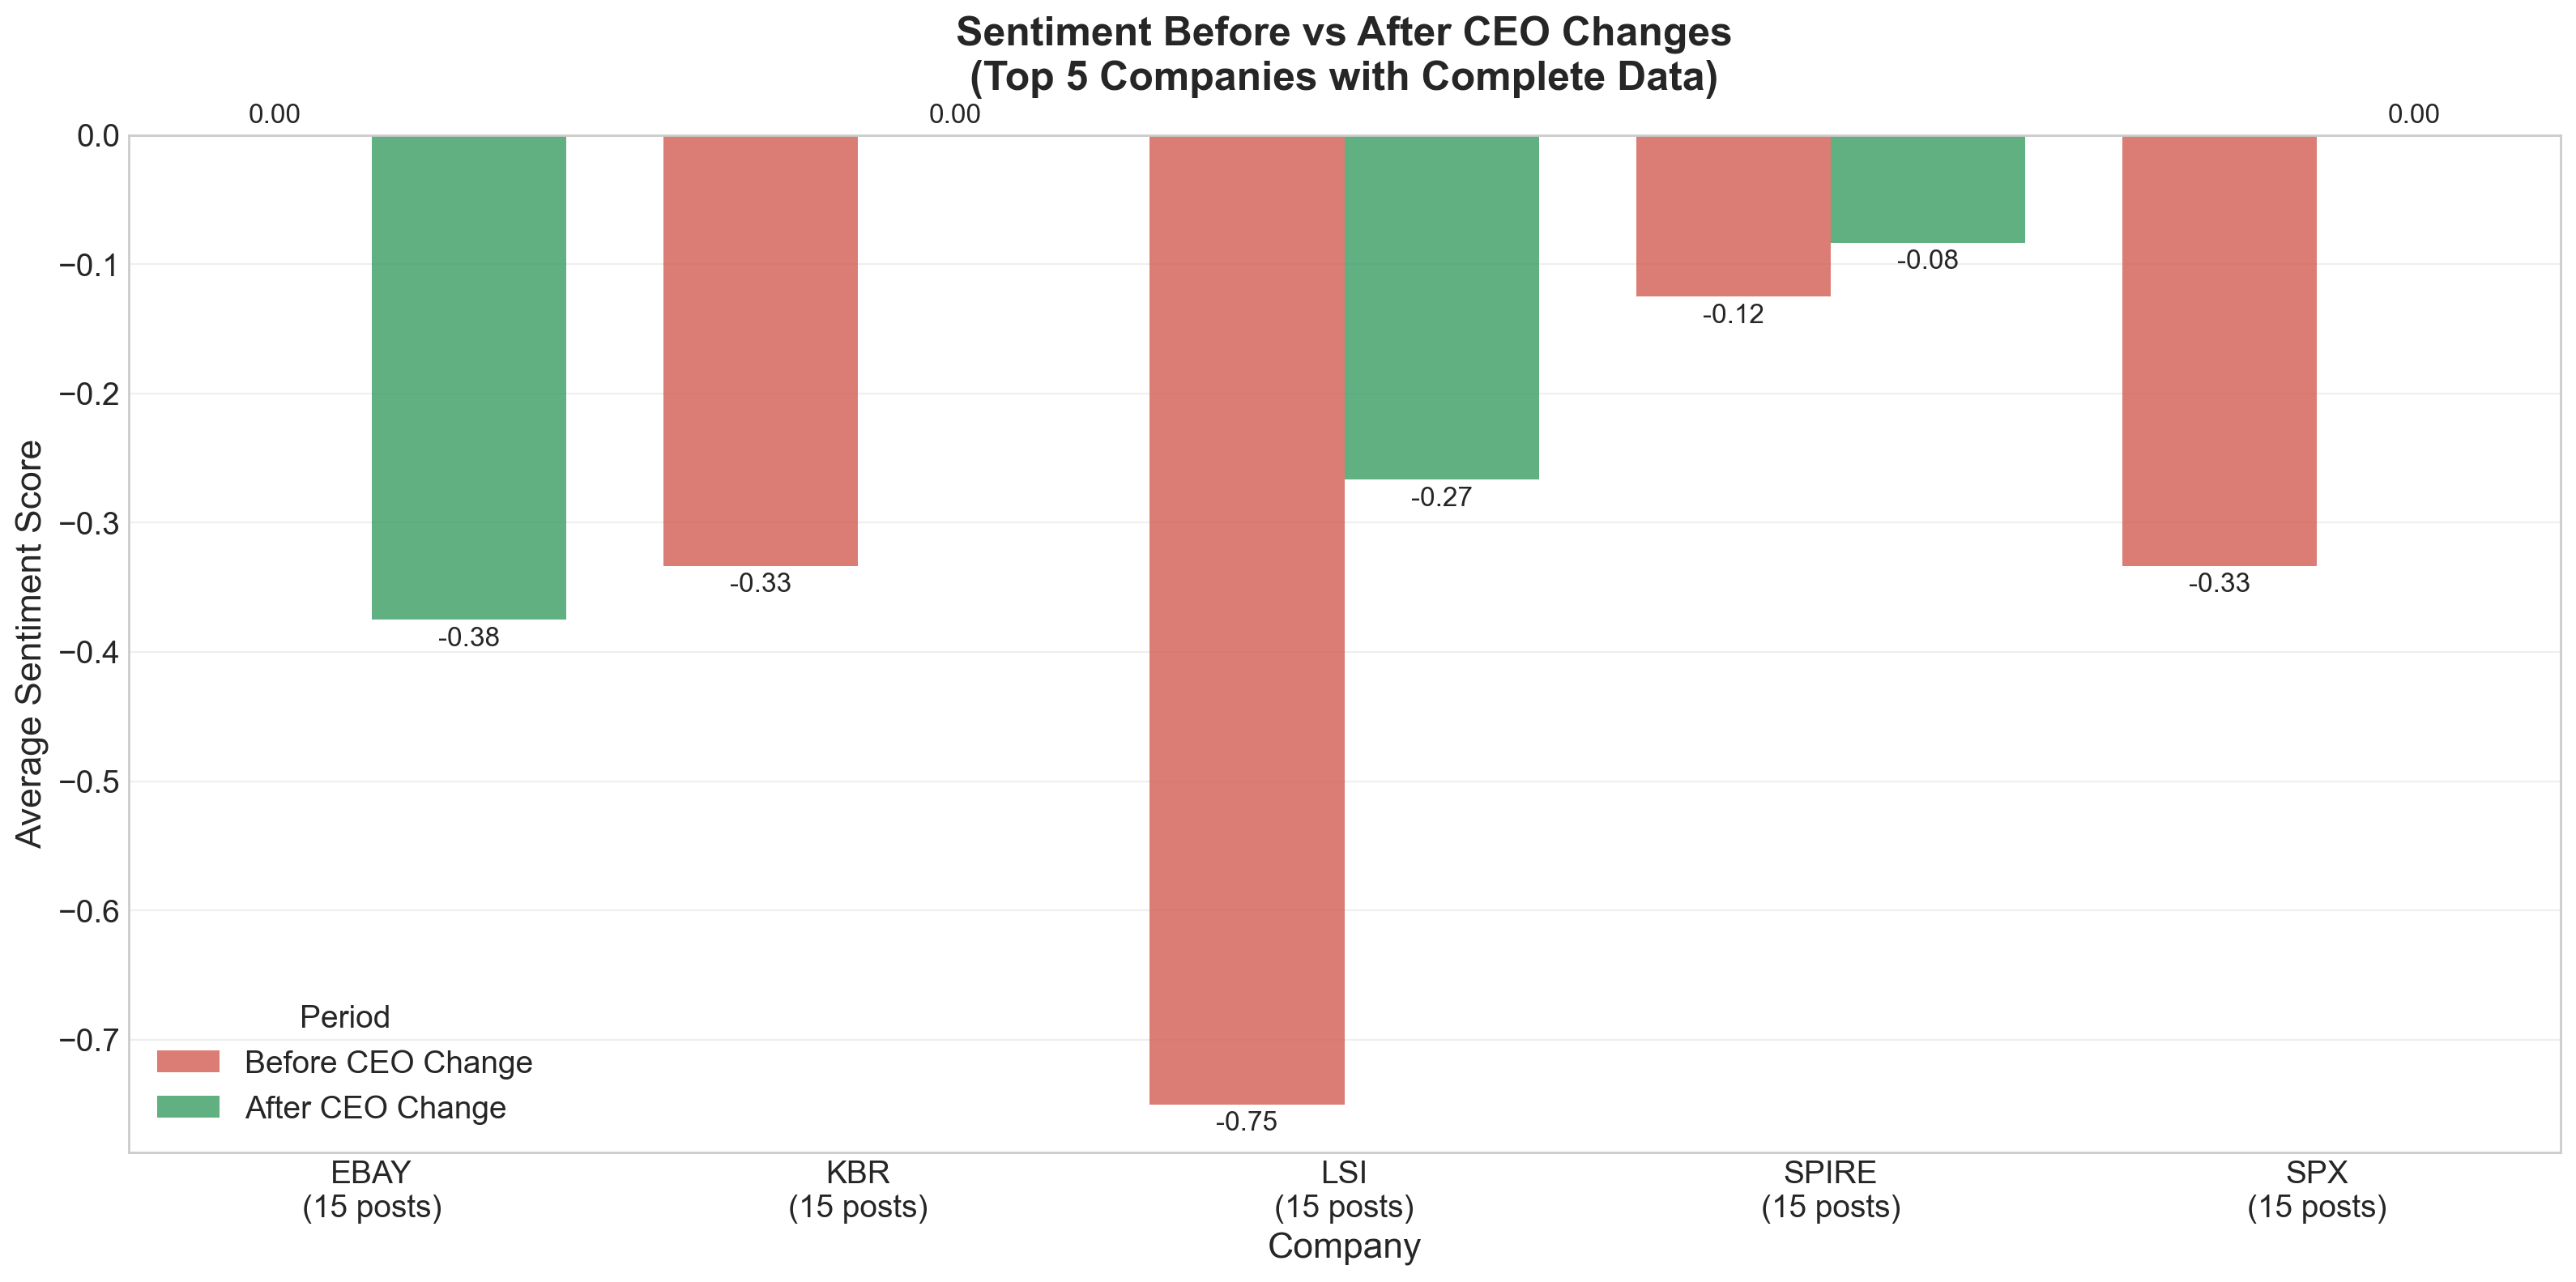 Sentiment Before vs After CEO Changes
(Top 5 Companies with Complete Data)
0.00
0.00
0.00
0.0
−0.1
−0.2
−0.3
−0.4
−0.5
−0.6
−0.7
Average Sentiment Score
-0.38
-0.33
-0.75
-0.27
-0.12
-0.08
-0.33
Period
Before CEO Change
After CEO Change
EBAY
(15 posts)
KBR
(15 posts)
LSI
(15 posts)
SPIRE
(15 posts)
SPX
(15 posts)
Company